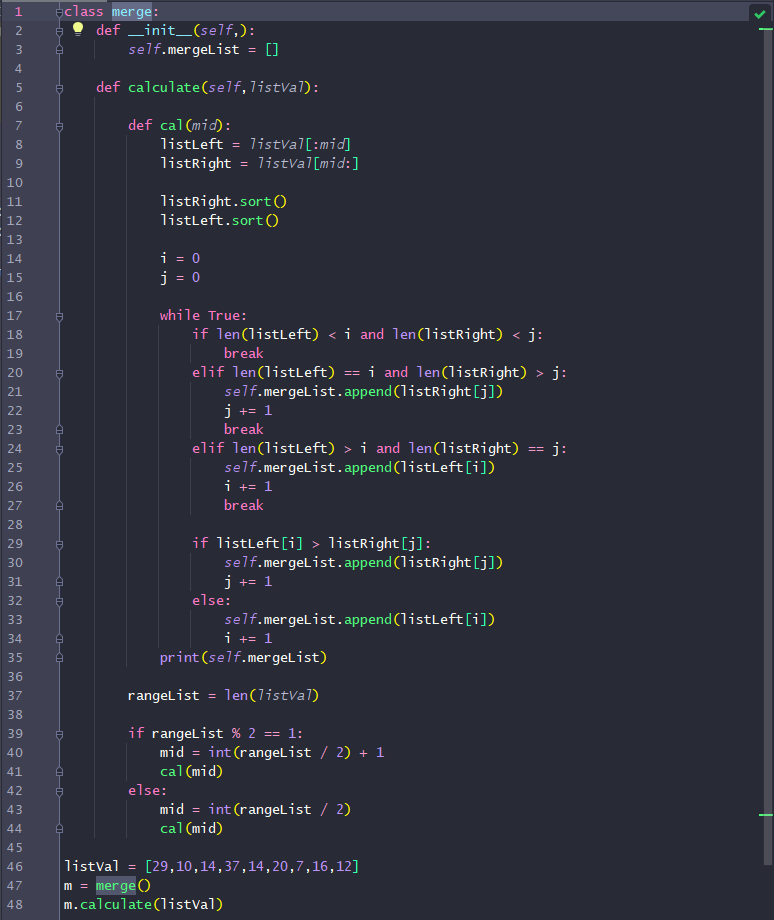 1 class merge:
2     def __init__(self,):
3         self.mergeList = []
4
5     def calculate(self,listVal):
6
7         def cal(mid):
8             listLeft = listVal[:mid]
9             listRight = listVal[mid:]
10
11             listRight.sort()
12             listLeft.sort()
13
14             i = 0
15             j = 0
16
17             while True:
18                 if len(listLeft) < i and len(listRight) < j:
19                     break
20                 elif len(listLeft) == i and len(listRight) > j:
21                     self.mergeList.append(listRight[j])
22                     j += 1
23                     break
24                 elif len(listLeft) > i and len(listRight) == j:
25                     self.mergeList.append(listLeft[i])
26                     i += 1
27                     break
28
29                 if listLeft[i] > listRight[j]:
30                     self.mergeList.append(listRight[j])
31                     j += 1
32                 else:
33                     self.mergeList.append(listLeft[i])
34                     i += 1
35             print(self.mergeList)
36
37         rangeList = len(listVal)
38
39         if rangeList % 2 == 1:
40             mid = int(rangeList / 2) + 1
41             cal(mid)
42         else:
43             mid = int(rangeList / 2)
44             cal(mid)
45
46 listVal = [29,10,14,37,14,20,7,16,12]
47 m = merge()
48 m.calculate(listVal)